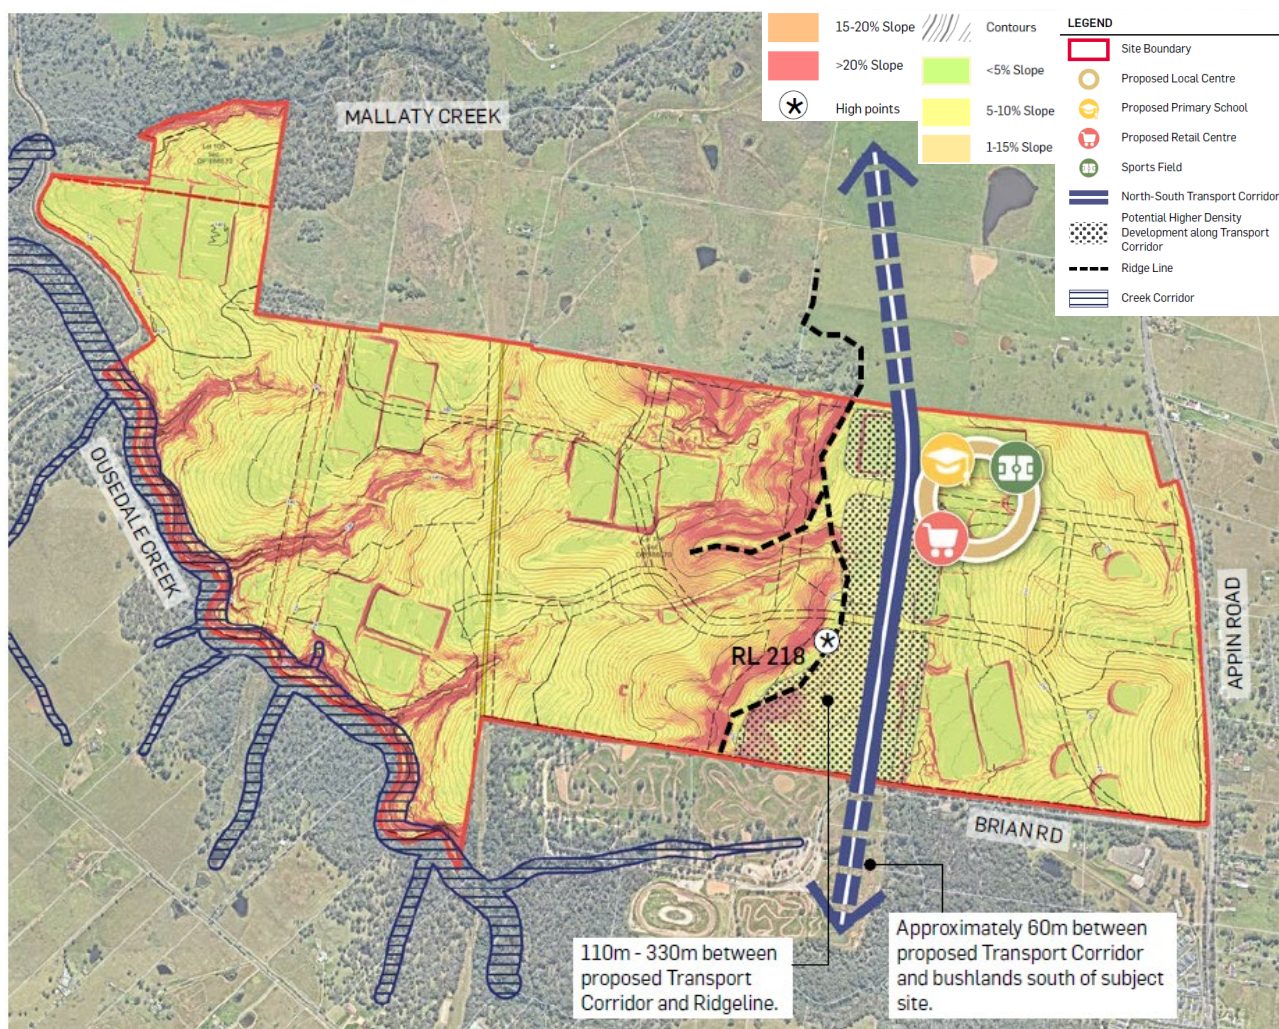 15-20% Slope
>20% Slope
High points
Contours
<5% Slope
5-10% Slope
1-15% Slope
LEGEND
Site Boundary
Proposed Local Centre
Proposed Primary School
Proposed Retail Centre
Sports Field
North-South Transport Corridor
Potential Higher Density
Development along Transport
Corridor
Ridge Line
Creek Corridor
MALLATY CREEK
OUSEDALE CREEK
RL 218
APPIN ROAD
BRIAN RD
110m - 330m between
proposed Transport
Corridor and Ridgeline.
Approximately 60m between
proposed Transport Corridor
and bushlands south of subject
site.